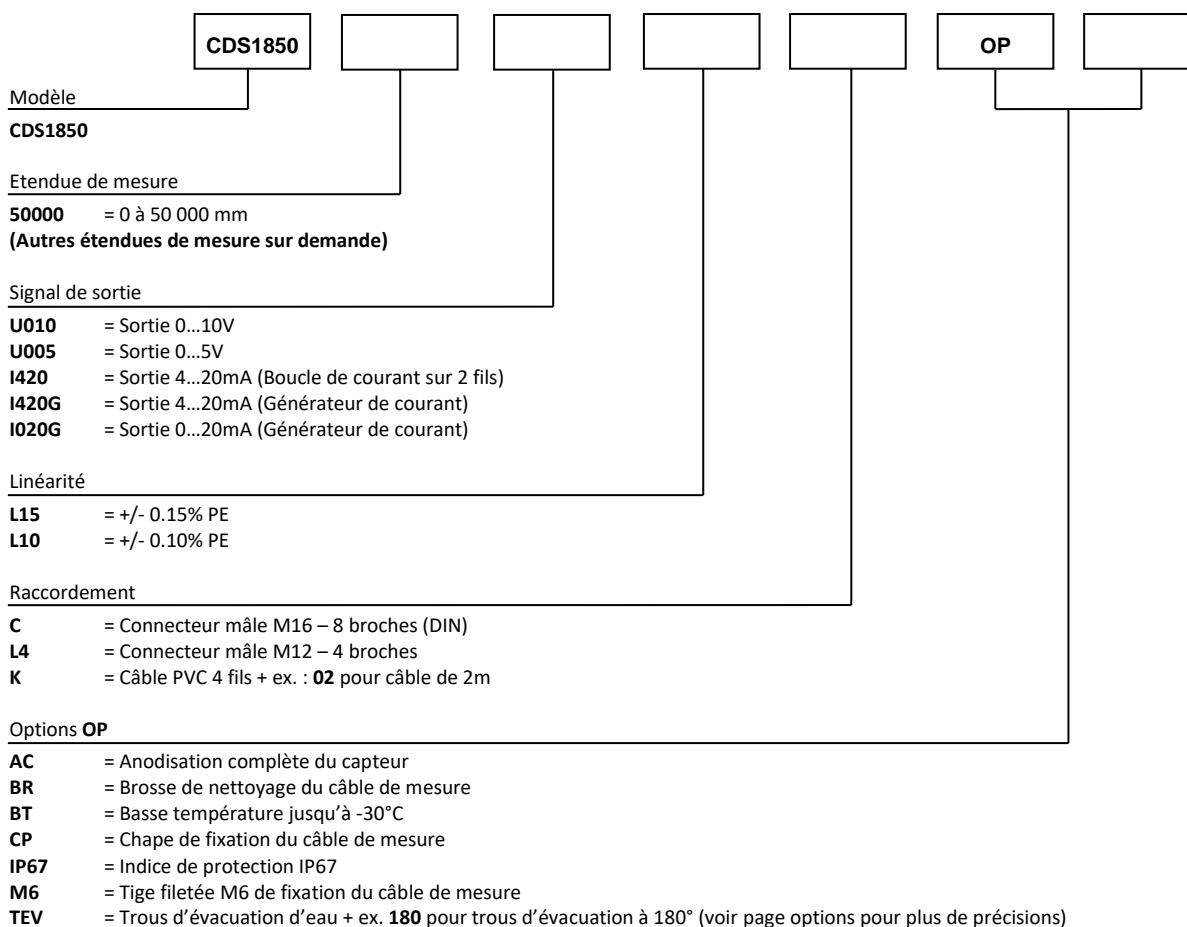 CDS1850 OP
Modèle
CDS1850
Etendue de mesure
50000 = 0 à 50 000 mm
(Autres étendues de mesure sur demande)
Signal de sortie
U010 = Sortie 0…10V
U005 = Sortie 0…5V
I420 = Sortie 4…20mA (Boucle de courant sur 2 fils)
I420G = Sortie 4…20mA (Générateur de courant)
I020G = Sortie 0…20mA (Générateur de courant)
Linéarité
L15 = +/- 0.15% PE
L10 = +/- 0.10% PE
Raccordement
C = Connecteur mâle M16 – 8 broches (DIN)
L4 = Connecteur mâle M12 – 4 broches
K = Câble PVC 4 fils + ex. : 02 pour câble de 2m
Options OP
AC = Anodisation complète du capteur
BR = Brosse de nettoyage du câble de mesure
BT = Basse température jusqu’à -30°C
CP = Chape de fixation du câble de mesure
IP67 = Indice de protection IP67
M6 = Tige filetée M6 de fixation du câble de mesure
TEV = Trous d’évacuation d’eau + ex. 180 pour trous d’évacuation à 180° (voir page options pour plus de précisions)